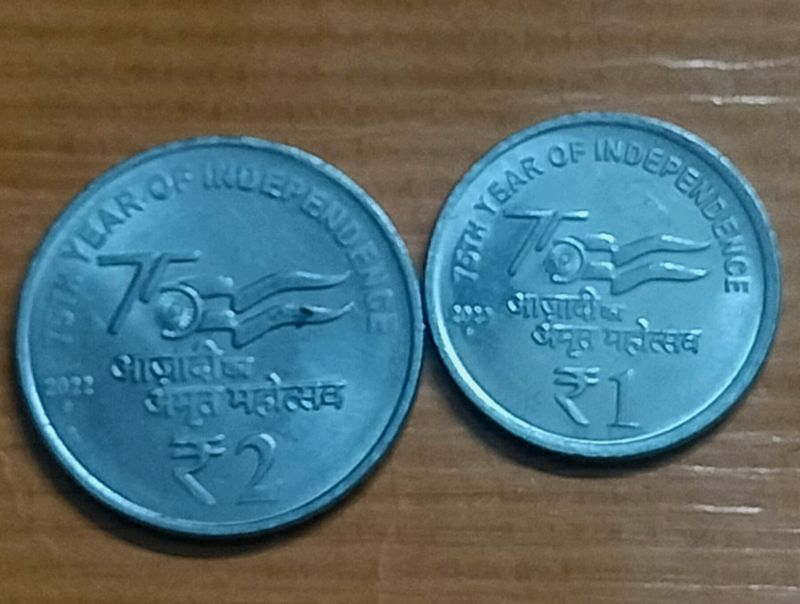 75TH YEAR OF INDEPENDENCE
75
आज़ादी का
अमृत महोत्सव
2022
₹2
75TH YEAR OF INDEPENDENCE
75
आज़ादी का
अमृत महोत्सव
₹1